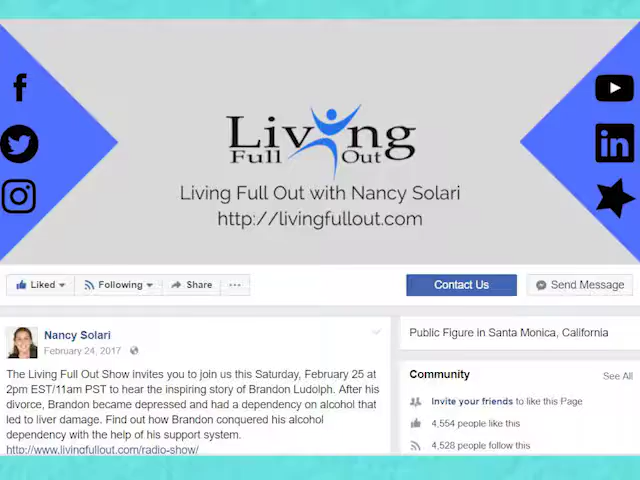 Living
Full Out
Living Full Out with Nancy Solari
http://livingfullout.com
Liked
Following
Share
Contact Us
Send Message
Nancy Solari
February 24, 2017
The Living Full Out Show invites you to join us this Saturday, February 25 at
2pm EST/11am PST to hear the inspiring story of Brandon Ludolph. After his
divorce, Brandon became depressed and had a dependency on alcohol that
led to liver damage. Find out how Brandon conquered his alcohol
dependency with the help of his support system.
http://www.livingfullout.com/radio-show/
Public Figure in Santa Monica, California
Community
See All
Invite your friends to like this Page
4,554 people like this
4,528 people follow this